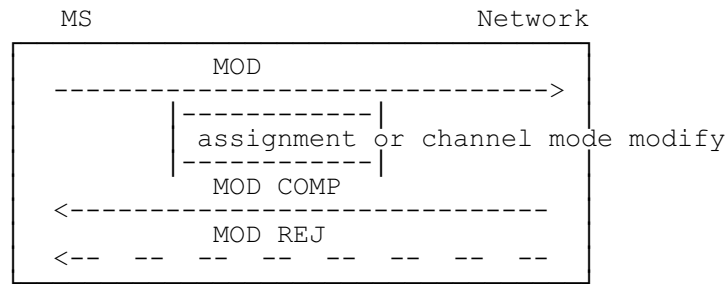 MS Network
MOD
assignment or channel mode modify
MOD COMP
MOD REJ